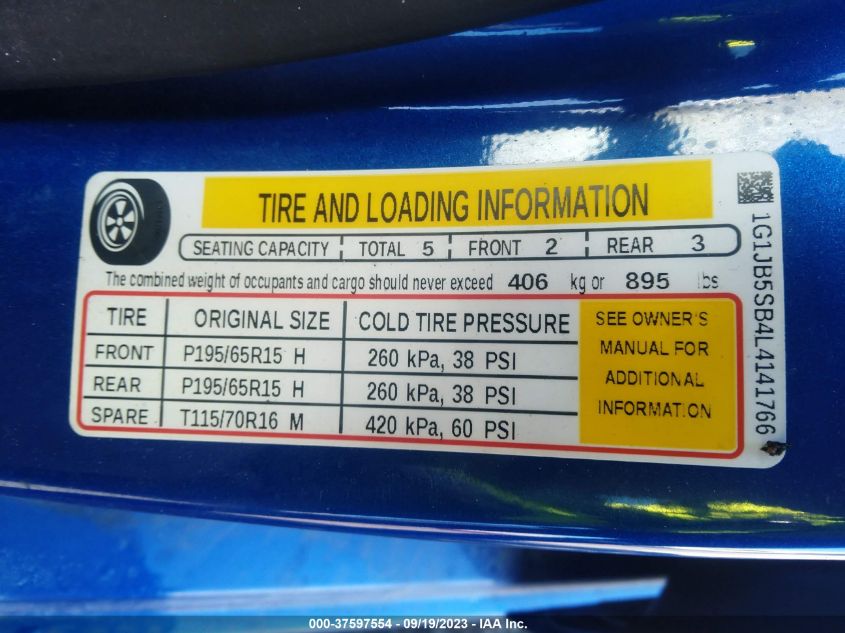 TIRE AND LOADING INFORMATION
SEATING CAPACITY TOTAL 5 FRONT 2 REAR 3
The combined weight of occupants and cargo should never exceed 406 kg or 895 lbs
TIRE ORIGINAL SIZE COLD TIRE PRESSURE
FRONT P195/65R15 H 260 kPa, 38 PSI
REAR P195/65R15 H 260 kPa, 38 PSI
SPARE T115/70R16 M 420 kPa, 60 PSI
SEE OWNER'S
MANUAL FOR
ADDITIONAL
INFORMATION
1G1JB5SB4L4141766
000-37597554 - 09/19/2023 - IAA Inc.